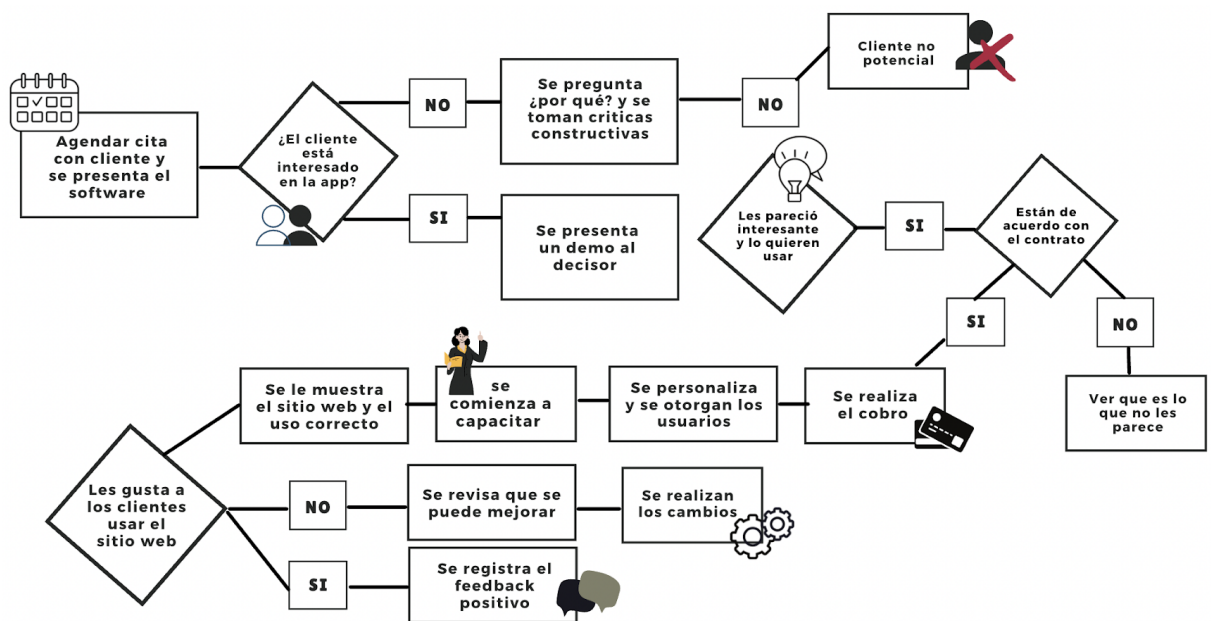 Agendar cita
con cliente y
se presenta el
software
¿El cliente
está
interesado
en la app?
NO
Se pregunta
¿por qué? y se
toman criticas
constructivas
NO
Cliente no
potencial
SI
Se presenta
un demo al
decisor
Les pareció
interesante
y lo quieren
usar
SI
Están de
acuerdo con
el contrato
SI
NO
Ver que es lo
que no les
parece
Se realiza
el cobro
Se personaliza
y se otorgan los
usuarios
se
comienza a
capacitar
Se le muestra
el sitio web y el
uso correcto
Les gusta a
los clientes
usar el
sitio web
NO
Se revisa que se
puede mejorar
Se realizan
los cambios
SI
Se registra el
feedback
positivo